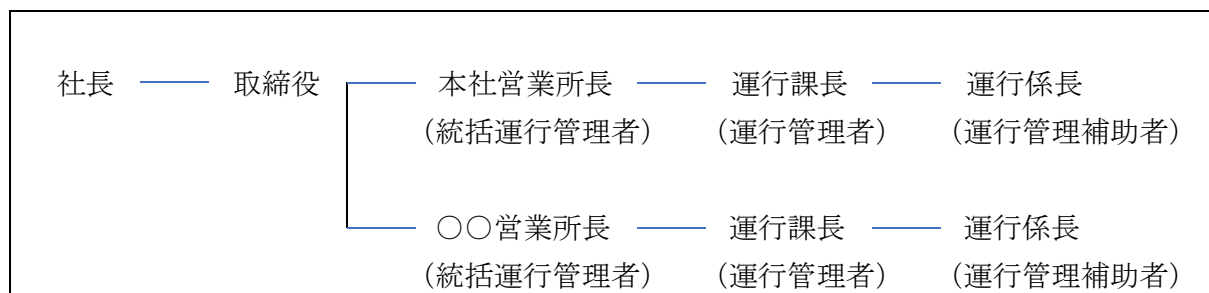 社長 取締役 本社営業所長 運行課長 運行係長
(統括運行管理者) (運行管理者) (運行管理補助者)
○○営業所長 運行課長 運行係長
(統括運行管理者) (運行管理者) (運行管理補助者)